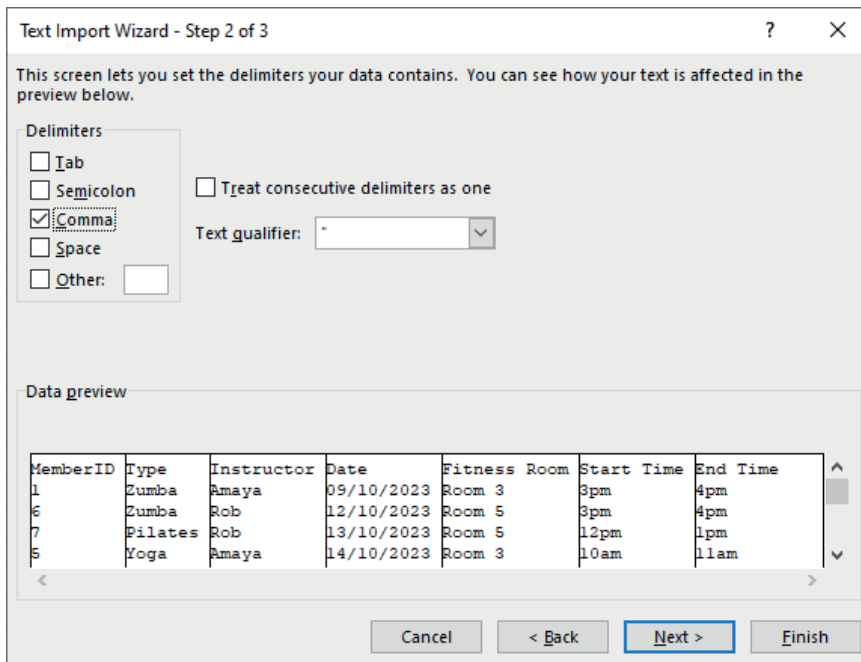 Text Import Wizard - Step 2 of 3 ?
This screen lets you set the delimiters your data contains.  You can see how your text is affected in the
preview below.
Delimiters
Tab
Semicolon
Comma
Space
Other:
Treat consecutive delimiters as one
Text qualifier: "
Data preview
MemberID Type Instructor Date Fitness Room Start Time End Time
1 Zumba Amaya 09/10/2023 Room 3 3pm 4pm
6 Zumba Rob 12/10/2023 Room 5 3pm 4pm
7 Pilates Rob 13/10/2023 Room 5 12pm 1pm
5 Yoga Amaya 14/10/2023 Room 3 10am 11am
Cancel < Back Next > Finish